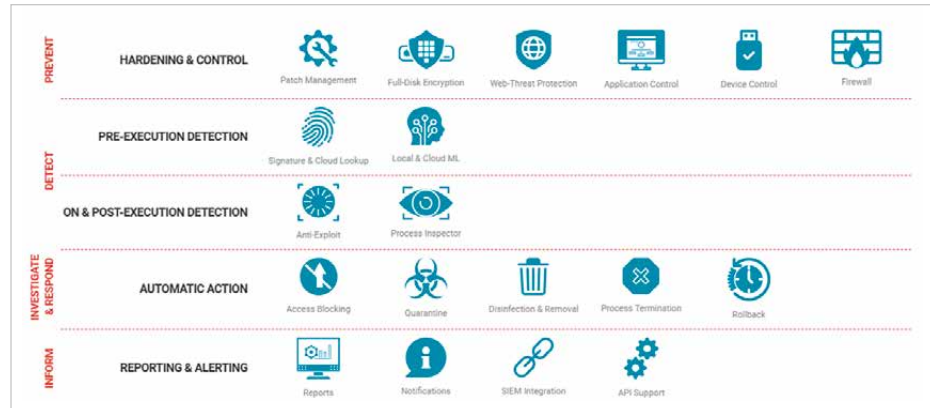 PREVENT
HARDENING & CONTROL
Patch Management
Full-Disk Encryption
Web-Threat Protection
Application Control
Device Control
Firewall
DETECT
PRE-EXECUTION DETECTION
Signature & Cloud Lookup
Local & Cloud ML
ON & POST-EXECUTION DETECTION
Anti-Exploit
Process Inspector
INVESTIGATE
& RESPOND
AUTOMATIC ACTION
Access Blocking
Quarantine
Disinfection & Removal
Process Termination
Rollback
INFORM
REPORTING & ALERTING
Reports
Notifications
SIEM Integration
API Support